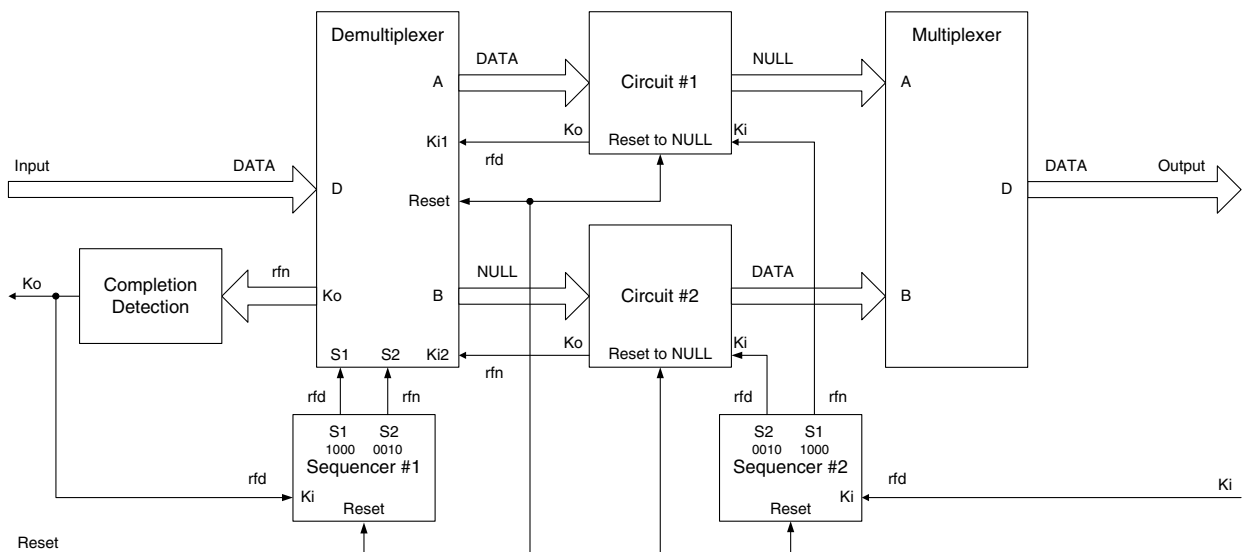 Demultiplexer
Multiplexer
DATA
NULL
A
Circuit #1
A
Ko
Ki
Ki1
Reset to NULL
rfd
Input
DATA
DATA
Output
D
D
Reset
rfn
NULL
DATA
Ko
Completion
Detection
Ko
B
Circuit #2
B
Ko
Ki
S1
S2
Ki2
Reset to NULL
rfn
rfd
rfn
rfd
rfn
S1
S2
1000
0010
Sequencer #1
S2
S1
0010
1000
Sequencer #2
rfd
Ki
rfd
Ki
Ki
Reset
Reset
Reset